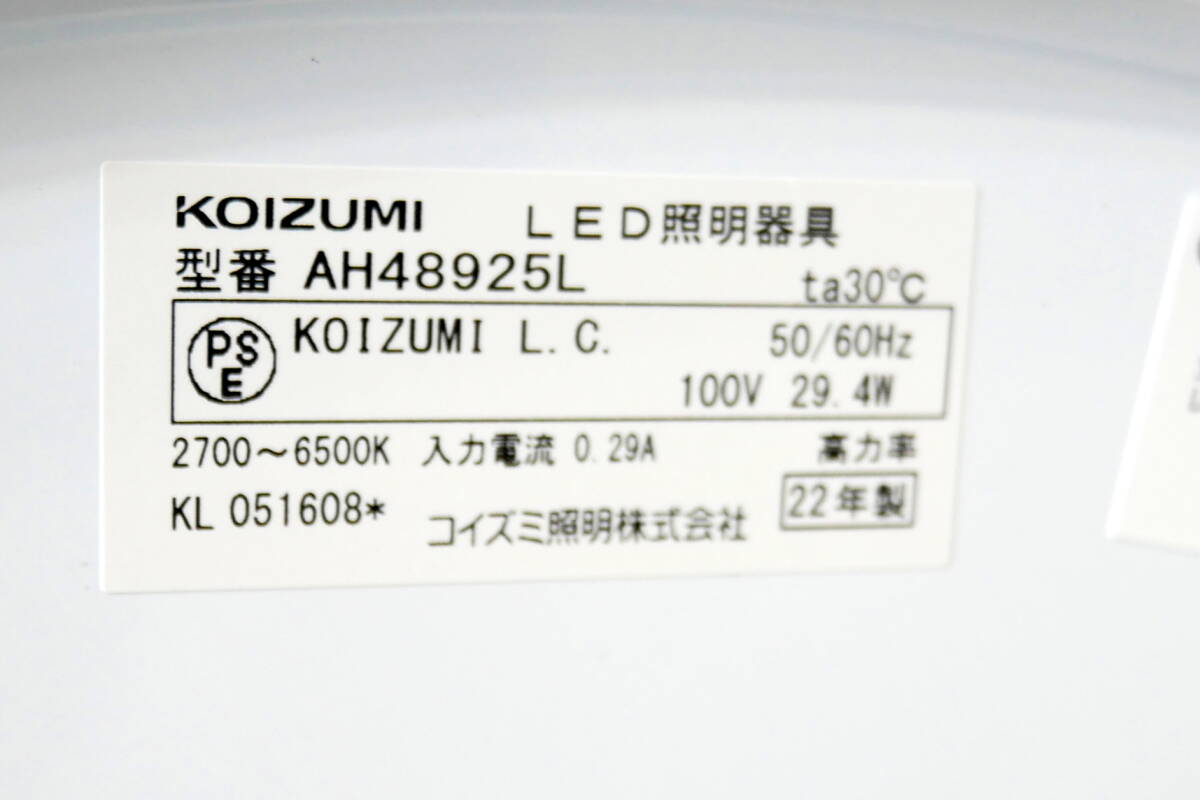 KOIZUMI LED照明器具
型番 AH48925L ta30℃
PSE KOIZUMI L.C. 50/60Hz
100V 29.4W
2700～6500K 入力電流 0.29A 高力率
KL 051608* コイズミ照明株式会社 22年製